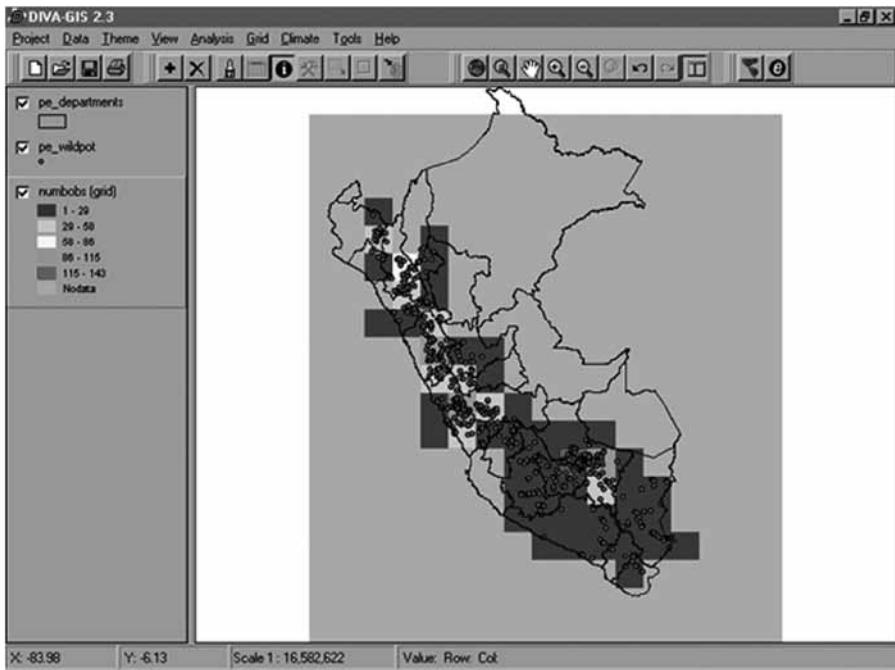 DIVA-GIS 2.3
Project Data Theme View Analysis Grid Climate Tools Help
pe_departments
pe_wildpot
numbobs (grid)
1 - 29
29 - 58
58 - 86
86 - 115
115 - 143
Nodata
X: -83.98 Y: -6.13 Scale 1 : 16,582,622 Value: Row: Col: